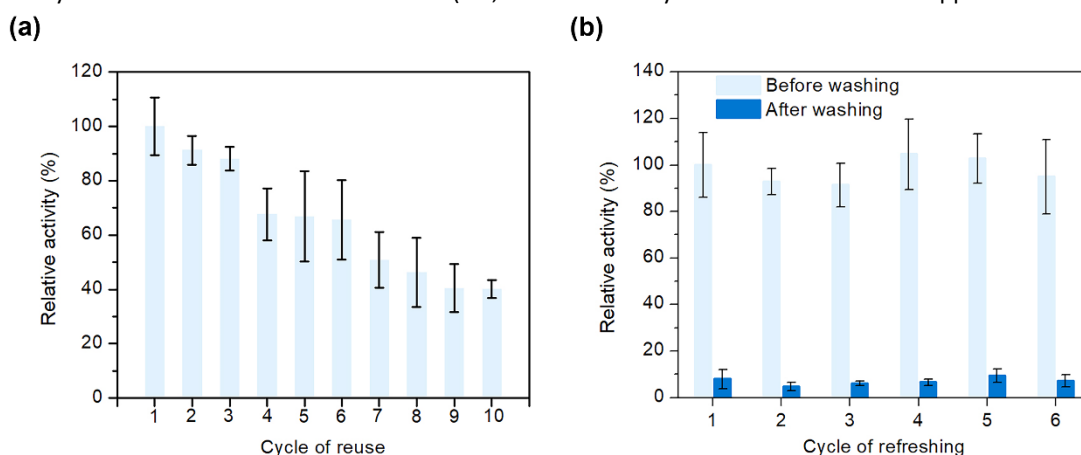 (a)
(b)
120
100
80
60
40
20
0
Relative activity (%)
1 2 3 4 5 6 7 8 9 10
Cycle of reuse
140
120
100
80
60
40
20
0
Relative activity (%)
Before washing
After washing
1 2 3 4 5 6
Cycle of refreshing